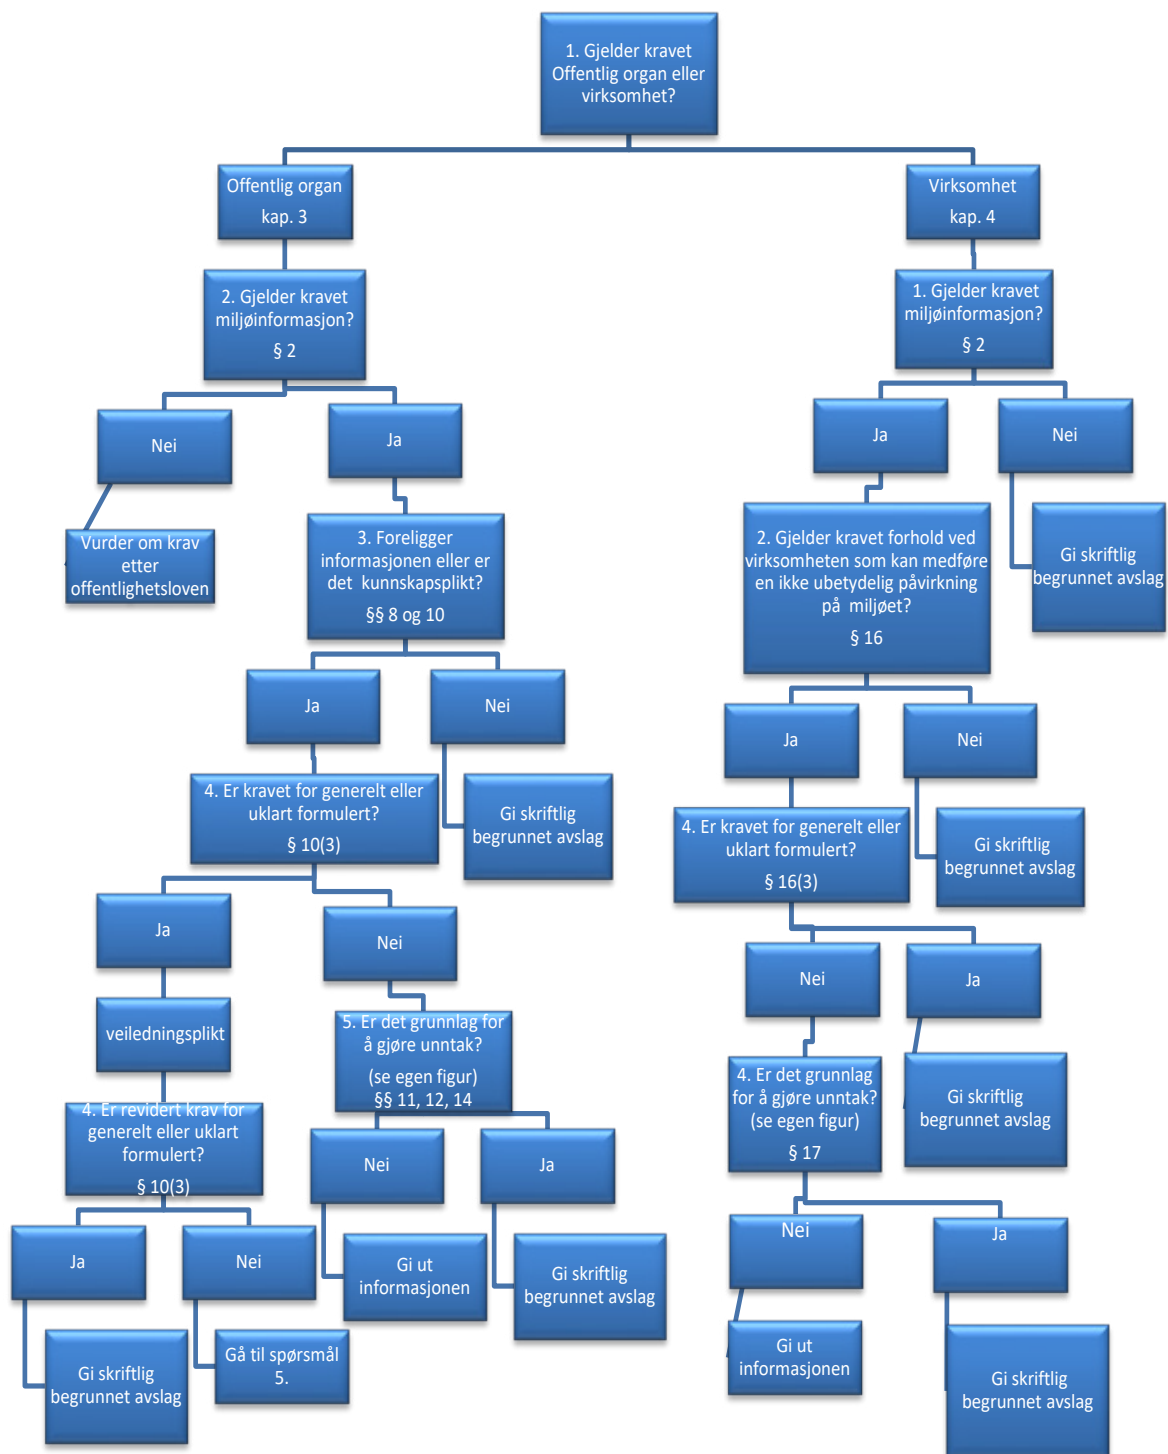 1. Gjelder kravet
Offentlig organ eller
virksomhet?
Offentlig organ
kap. 3
Virksomhet
kap. 4
2. Gjelder kravet
miljøinformasjon?
§ 2
1. Gjelder kravet
miljøinformasjon?
§ 2
Nei
Ja
Ja
Nei
Vurder om krav
etter
offentlighetsloven
3. Foreligger
informasjonen eller er
det kunnskapsplikt?
§§ 8 og 10
2. Gjelder kravet forhold ved
virksomheten som kan medføre
en ikke ubetydelig påvirkning
på miljøet?
§ 16
Gi skriftlig
begrunnet avslag
Ja
Nei
Ja
Nei
4. Er kravet for generelt eller
uklart formulert?
§ 10(3)
Gi skriftlig
begrunnet avslag
4. Er kravet for generelt eller
uklart formulert?
§ 16(3)
Gi skriftlig
begrunnet avslag
Ja
Nei
Nei
Ja
veiledningsplikt
5. Er det grunnlag for
å gjøre unntak?
(se egen figur)
§§ 11, 12, 14
4. Er det grunnlag
for å gjøre unntak?
(se egen figur)
§ 17
Gi skriftlig
begrunnet avslag
4. Er revidert krav for
generelt eller uklart
formulert?
§ 10(3)
Nei
Ja
Nei
Ja
Ja
Nei
Gi ut
informasjonen
Gi skriftlig
begrunnet avslag
Gi ut
informasjonen
Gi skriftlig
begrunnet avslag
Gi skriftlig
begrunnet avslag
Gå til spørsmål
5.